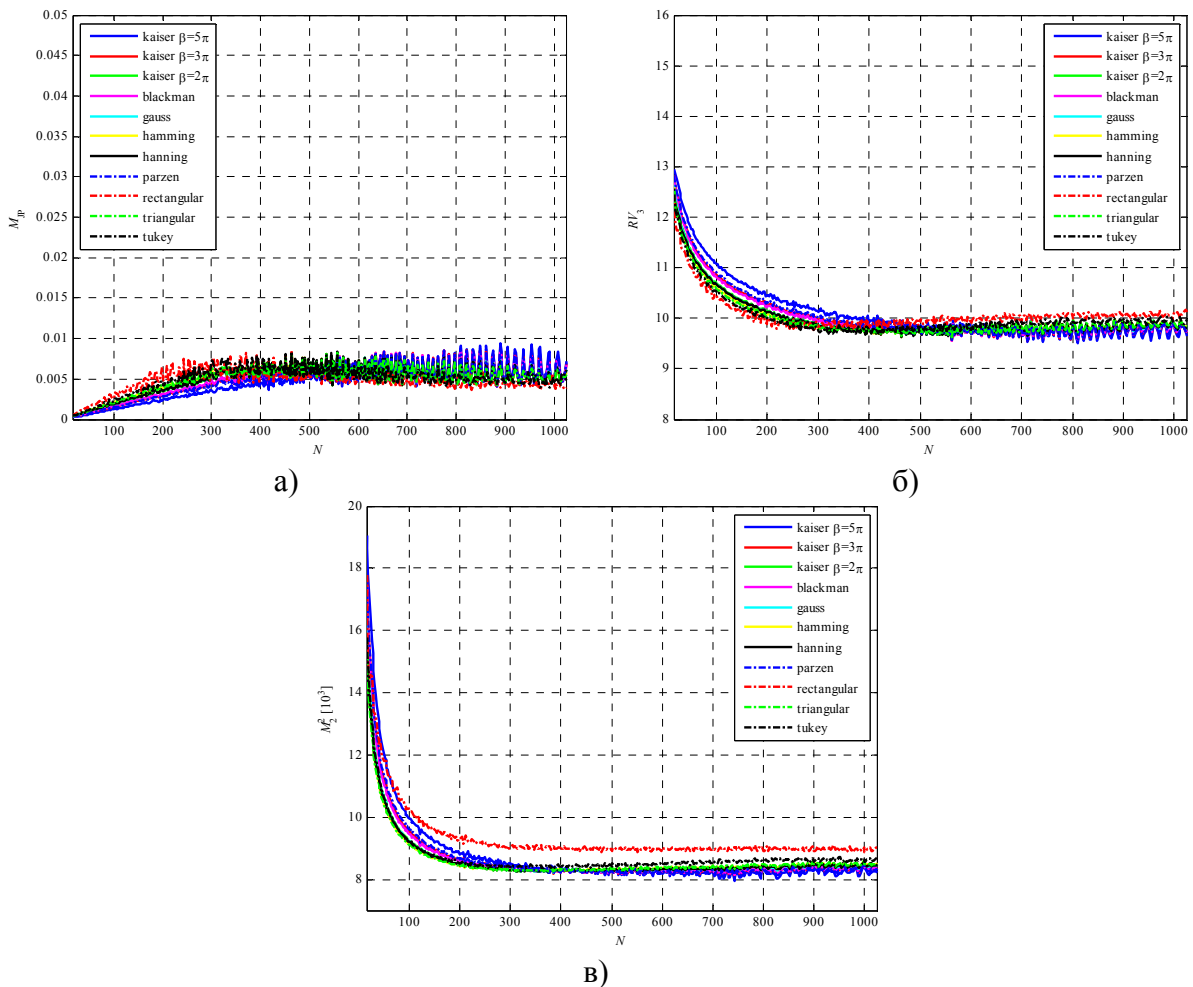 0.05
0.045
0.04
0.035
0.03
0.025
0.02
0.015
0.01
0.005
0
M_JP
kaiser β=5π
kaiser β=3π
kaiser β=2π
blackman
gauss
hamming
hanning
parzen
rectangular
triangular
tukey
100 200 300 400 500 600 700 800 900 1000
N
а)
16
15
14
13
12
11
10
9
8
RV_3
kaiser β=5π
kaiser β=3π
kaiser β=2π
blackman
gauss
hamming
hanning
parzen
rectangular
triangular
tukey
100 200 300 400 500 600 700 800 900 1000
N
б)
20
18
16
14
12
10
8
M_2^2 [10^3]
kaiser β=5π
kaiser β=3π
kaiser β=2π
blackman
gauss
hamming
hanning
parzen
rectangular
triangular
tukey
100 200 300 400 500 600 700 800 900 1000
N
в)